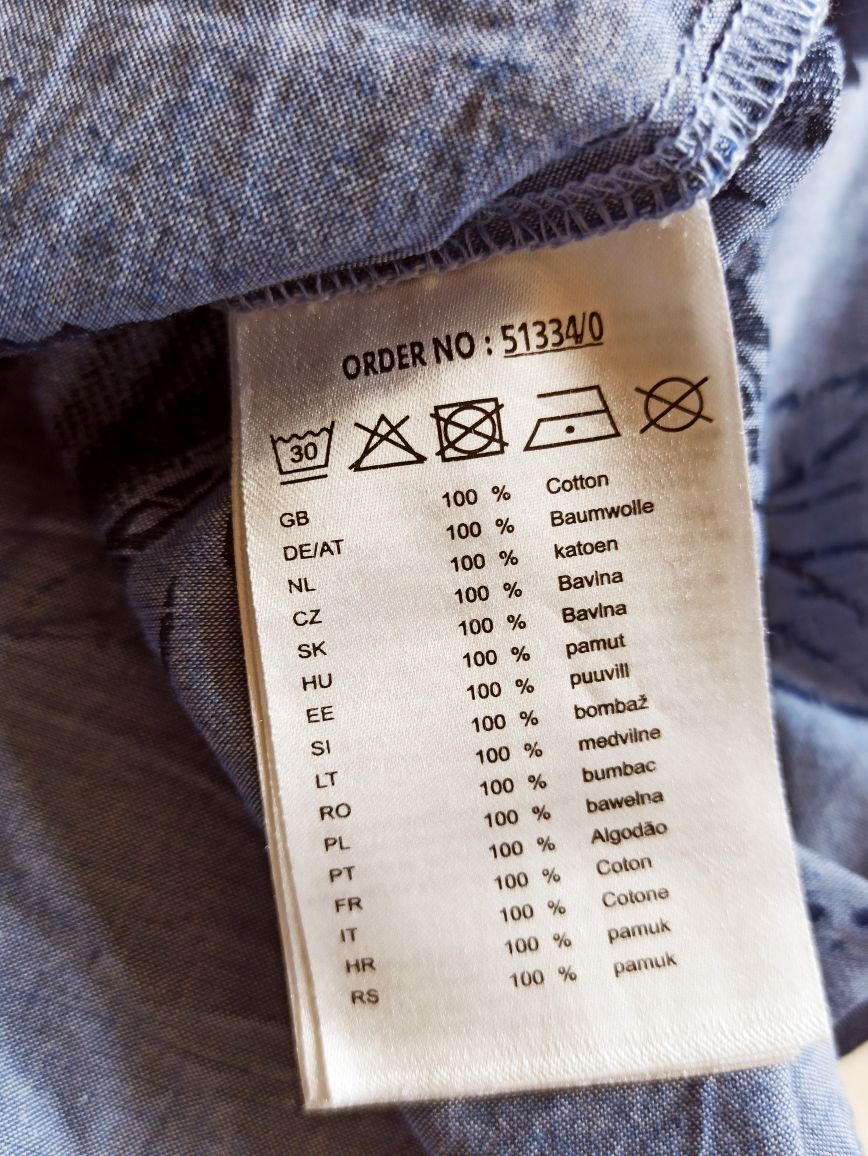 ORDER NO : 51334/0
30
GB 100 % Cotton
DE/AT 100 % Baumwolle
NL 100 % katoen
CZ 100 % Bavlna
SK 100 % Bavlna
HU 100 % pamut
EE 100 % puuvill
SI 100 % bombaž
LT 100 % medvilne
RO 100 % bumbac
PL 100 % bawelna
PT 100 % Algodão
FR 100 % Coton
IT 100 % Cotone
HR 100 % pamuk
RS 100 % pamuk